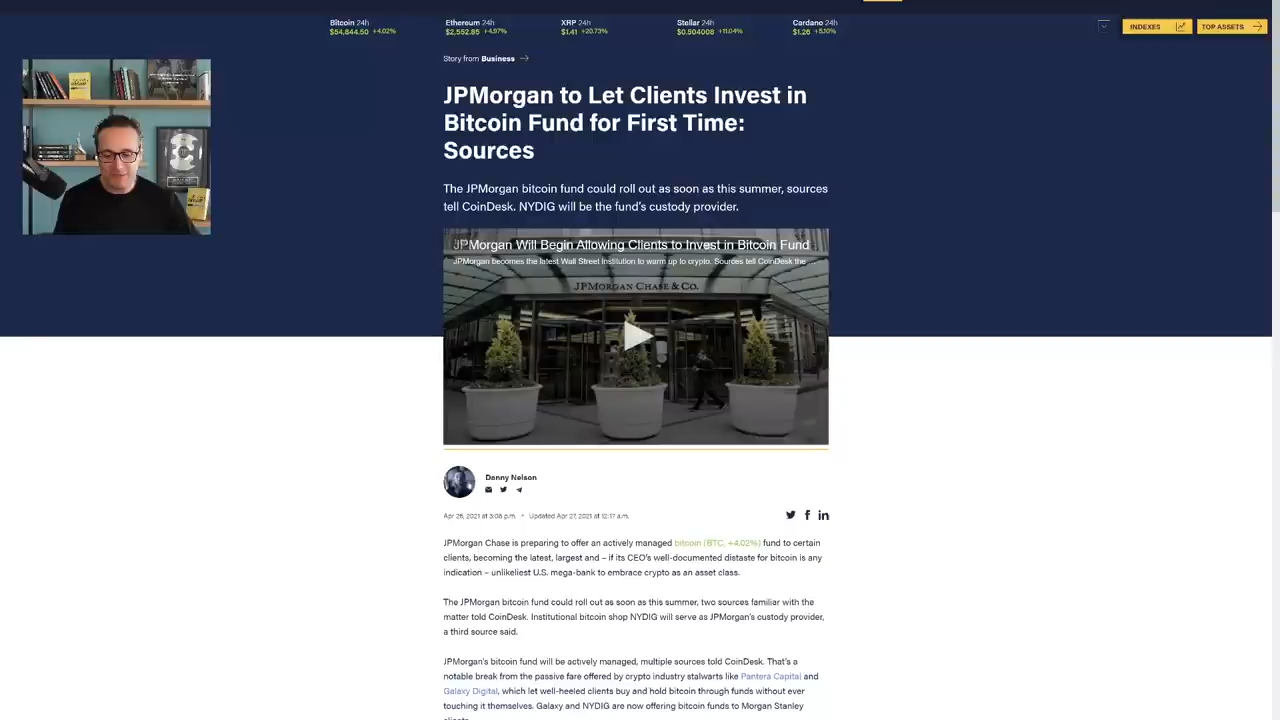 Bitcoin 24h
$54,844.50 +4.02%
Ethereum 24h
$2,552.85 +4.97%
XRP 24h
$1.41 +20.73%
Stellar 24h
$0.504008 +11.04%
Cardano 24h
$1.26 +5.10%
INDEXES
TOP ASSETS
Story from Business
JPMorgan to Let Clients Invest in
Bitcoin Fund for First Time:
Sources
The JPMorgan bitcoin fund could roll out as soon as this summer, sources
tell CoinDesk. NYDIG will be the fund's custody provider.
JPMorgan Will Begin Allowing Clients to Invest in Bitcoin Fund
JPMorgan becomes the latest Wall Street institution to warm up to crypto. Sources tell CoinDesk the ...
JPMORGAN CHASE & CO.
Danny Nelson
Apr 26, 2021 at 3:08 p.m. • Updated Apr 27, 2021 at 12:17 a.m.
JPMorgan Chase is preparing to offer an actively managed bitcoin (BTC, +4.02%) fund to certain
clients, becoming the latest, largest and – if its CEO's well-documented distaste for bitcoin is any
indication – unlikeliest U.S. mega-bank to embrace crypto as an asset class.
The JPMorgan bitcoin fund could roll out as soon as this summer, two sources familiar with the
matter told CoinDesk. Institutional bitcoin shop NYDIG will serve as JPMorgan's custody provider,
a third source said.
JPMorgan's bitcoin fund will be actively managed, multiple sources told CoinDesk. That's a
notable break from the passive fare offered by crypto industry stalwarts like Pantera Capital and
Galaxy Digital, which let well-heeled clients buy and hold bitcoin through funds without ever
touching it themselves. Galaxy and NYDIG are now offering bitcoin funds to Morgan Stanley